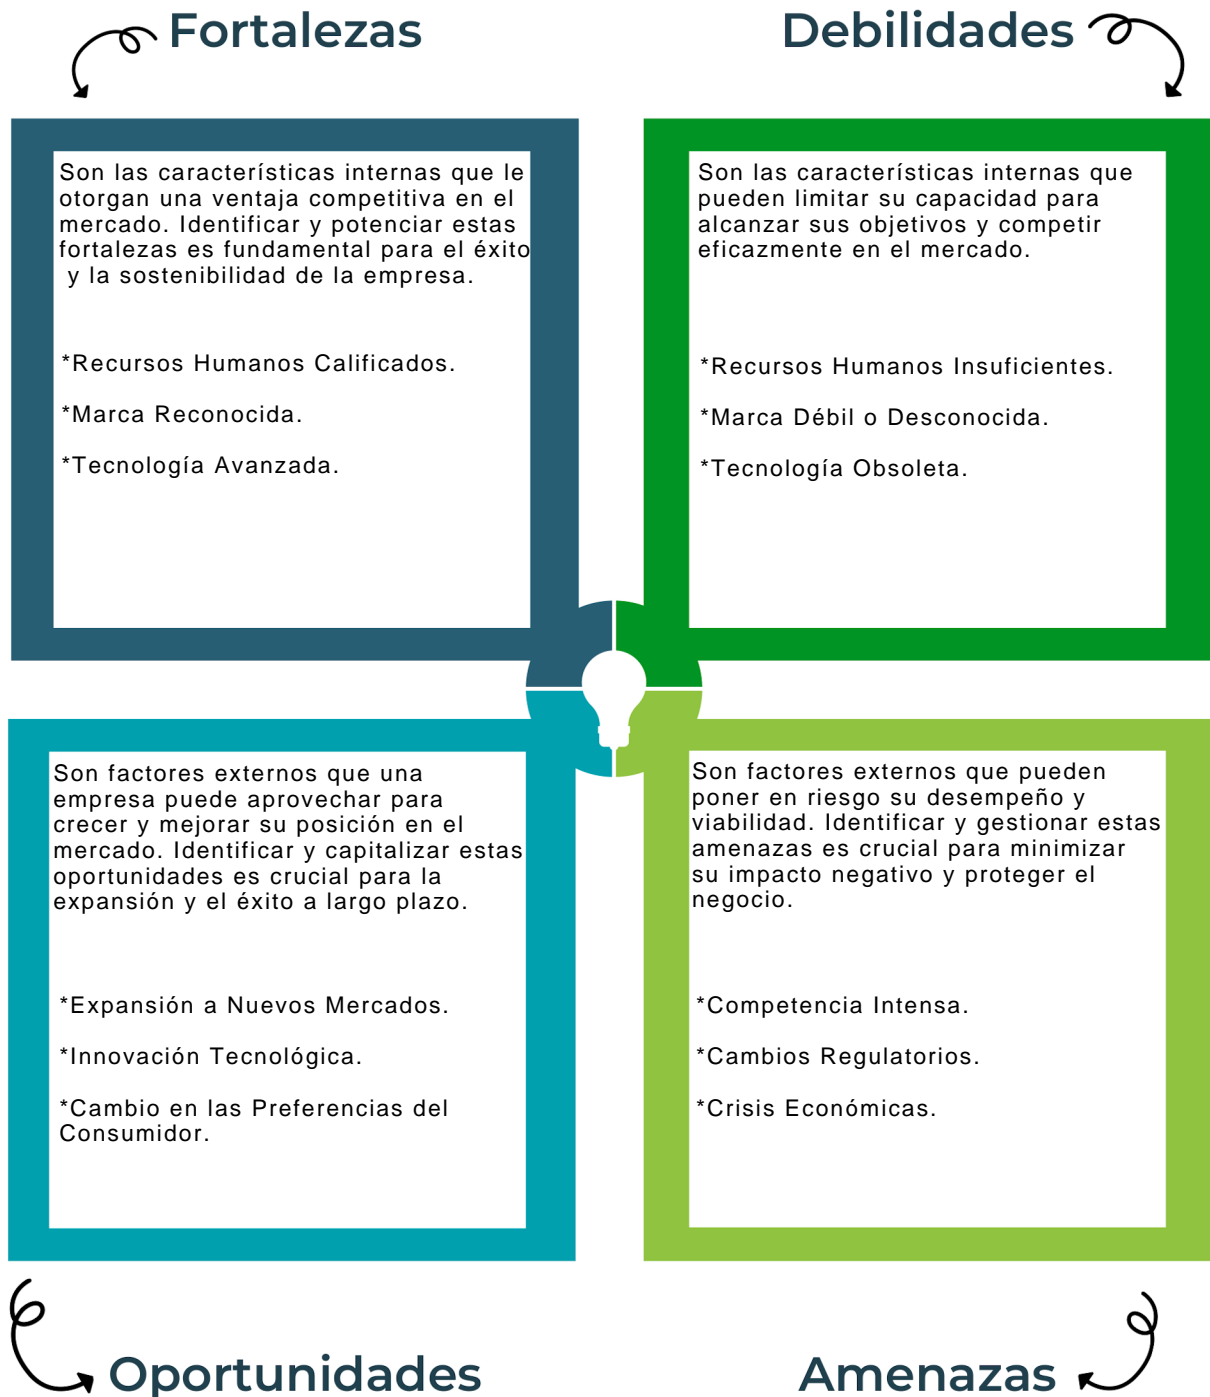 Fortalezas
Son las características internas que le
otorgan una ventaja competitiva en el
mercado. Identificar y potenciar estas
fortalezas es fundamental para el éxito
y la sostenibilidad de la empresa.
*Recursos Humanos Calificados.
*Marca Reconocida.
*Tecnología Avanzada.
Debilidades
Son las características internas que
pueden limitar su capacidad para
alcanzar sus objetivos y competir
eficazmente en el mercado.
*Recursos Humanos Insuficientes.
*Marca Débil o Desconocida.
*Tecnología Obsoleta.
Son factores externos que una
empresa puede aprovechar para
crecer y mejorar su posición en el
mercado. Identificar y capitalizar estas
oportunidades es crucial para la
expansión y el éxito a largo plazo.
*Expansión a Nuevos Mercados.
*Innovación Tecnológica.
*Cambio en las Preferencias del
Consumidor.
Oportunidades
Son factores externos que pueden
poner en riesgo su desempeño y
viabilidad. Identificar y gestionar estas
amenazas es crucial para minimizar
su impacto negativo y proteger el
negocio.
*Competencia Intensa.
*Cambios Regulatorios.
*Crisis Económicas.
Amenazas